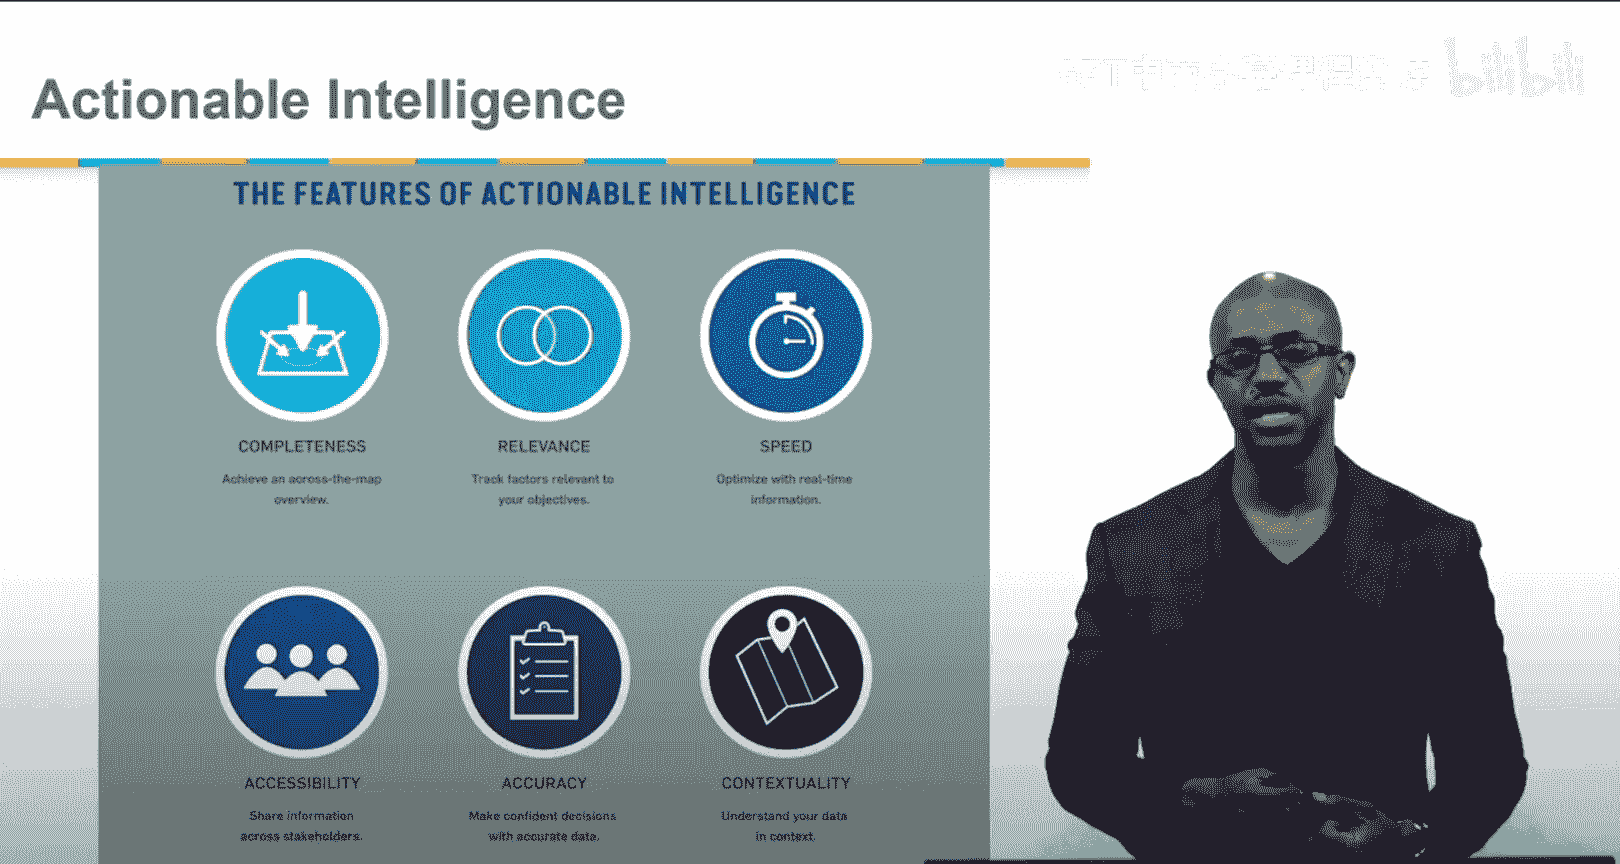 bilibili
Actionable Intelligence
THE FEATURES OF ACTIONABLE INTELLIGENCE
COMPLETENESS
Achieve an across-the-map
overview.
RELEVANCE
Track factors relevant to
your objectives.
SPEED
Optimize with real-time
information.
ACCESSIBILITY
Share information
across stakeholders.
ACCURACY
Make confident decisions
with accurate data.
CONTEXTUALITY
Understand your data
in context.